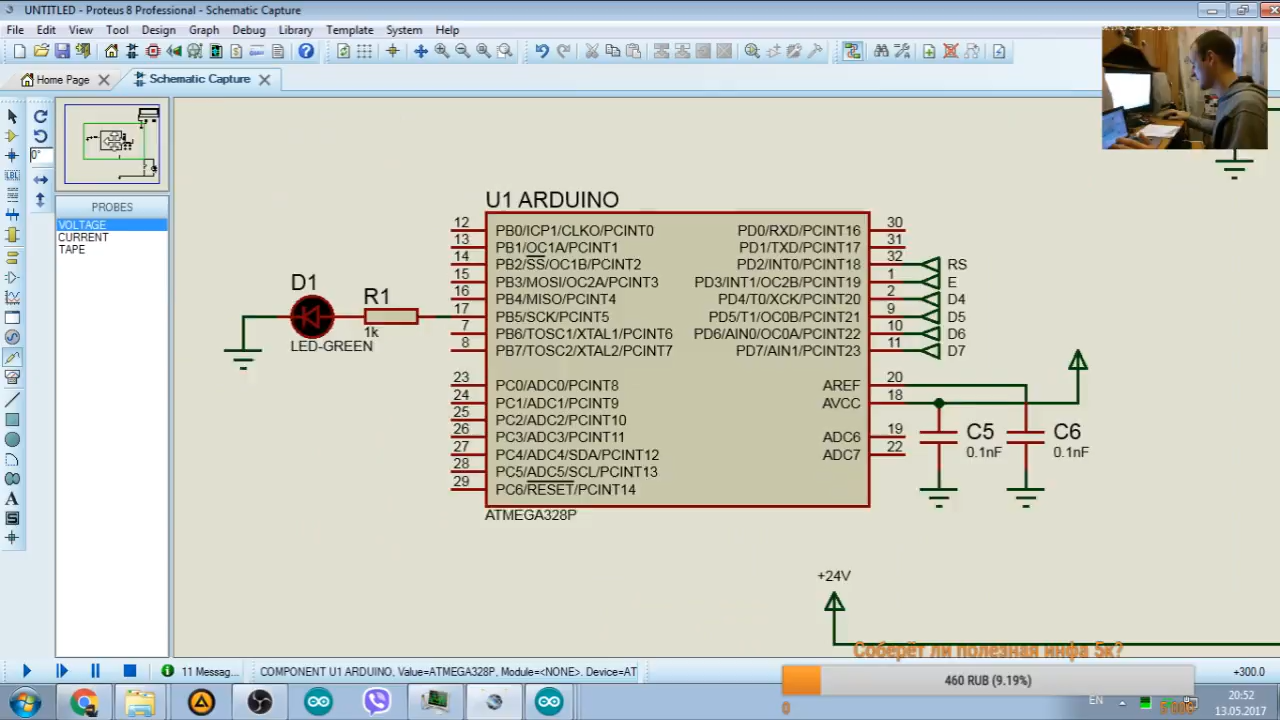 UNTITLED - Proteus 8 Professional - Schematic Capture
File Edit View Tool Design Graph Debug Library Template System Help
Home Page
Schematic Capture
0°
PROBES
VOLTAGE
CURRENT
TAPE
U1 ARDUINO
12 PB0/ICP1/CLKO/PCINT0 PD0/RXD/PCINT16 30
13 PB1/OC1A/PCINT1 PD1/TXD/PCINT17 31
14 PB2/SS/OC1B/PCINT2 PD2/INT0/PCINT18 32 RS
15 PB3/MOSI/OC2A/PCINT3 PD3/INT1/OC2B/PCINT19 1 E
16 PB4/MISO/PCINT4 PD4/T0/XCK/PCINT20 2 D4
17 PB5/SCK/PCINT5 PD5/T1/OC0B/PCINT21 9 D5
7 PB6/TOSC1/XTAL1/PCINT6 PD6/AIN0/OC0A/PCINT22 10 D6
8 PB7/TOSC2/XTAL2/PCINT7 PD7/AIN1/PCINT23 11 D7
D1
R1
1k
LED-GREEN
23 PC0/ADC0/PCINT8 AREF 20
24 PC1/ADC1/PCINT9 AVCC 18
25 PC2/ADC2/PCINT10
26 PC3/ADC3/PCINT11 ADC6 19
27 PC4/ADC4/SDA/PCINT12 ADC7 22
28 PC5/ADC5/SCL/PCINT13
29 PC6/RESET/PCINT14
ATMEGA328P
C5
0.1nF
C6
0.1nF
+24V
Соберёт ли полезная инфа 5к?
460 RUB (9.19%)
0
11 Messag...
COMPONENT U1 ARDUINO, Value=ATMEGA328P, Module=<NONE>. Device=AT
+300.0
EN
20:52
13.05.2017